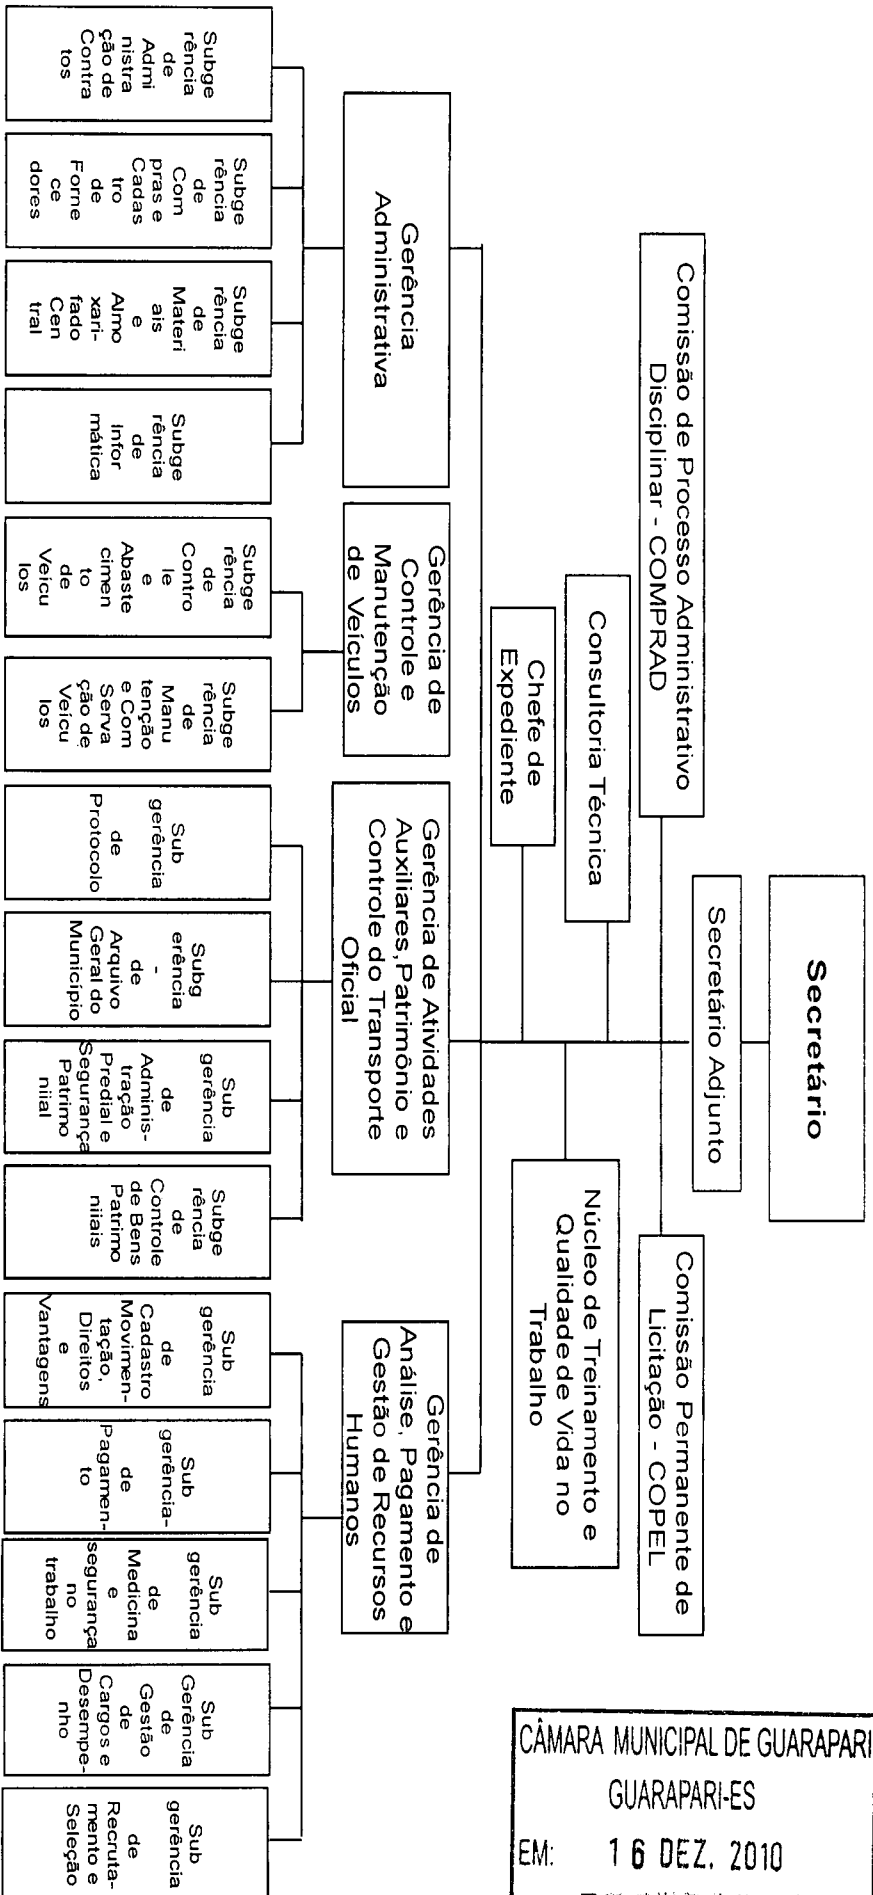 Secretário
Secretário Adjunto
Comissão de Processo Administrativo
Disciplinar - COMPRAD
Comissão Permanente de
Licitação - COPEL
Consultoria Técnica
Chefe de
Expediente
Núcleo de Treinamento e
Qualidade de Vida no
Trabalho
Gerência
Administrativa
Gerência de
Controle e
Manutenção
de Veículos
Gerência de Atividades
Auxiliares,Patrimônio e
Controle do Transporte
Oficial
Gerência de
Análise, Pagamento e
Gestão de Recursos
Humanos
Subge
rência
de
Admi
nistra
ção de
Contra
tos
Subge
rência
de
Com
pras e
Cadas
tro
de
Forne
ce
dores
Subge
rência
de
Materi
ais
e
Almo
xari-
fado
Cen
tral
Subge
rência
de
Infor
mática
Subge
rência
de
Contro
le
e
Abaste
cimen
to
de
Veicu
los
Subge
rência
de
Manu
tenção
e Com
Serva
ção de
Veícu
los
Sub
gerência
de
Protocolo
Subg
erência
-
de
Arquivo
Geral do
Município
Sub
gerência
de
Adminis-
tração
Predial e
Segurança
Patrimo
niial
Subge
rência
de
Controle
de Bens
Patrimo
niiais
Sub
gerência
de
Cadastro
Movimen-
tação,
Direitos
e
Vantagens
Sub
gerência-
de
Pagamen-
to
Sub
gerência
de
Medicina
e
segurança
no
trabalho
Sub
Gerência
de
Gestão
de
Cargos e
Desempe-
nho
Sub
gerência
de
Recruta-
mento e
Seleção
CÂMARA MUNICIPAL DE GUARAPARI
GUARAPARI-ES
EM: 16 DEZ. 2010